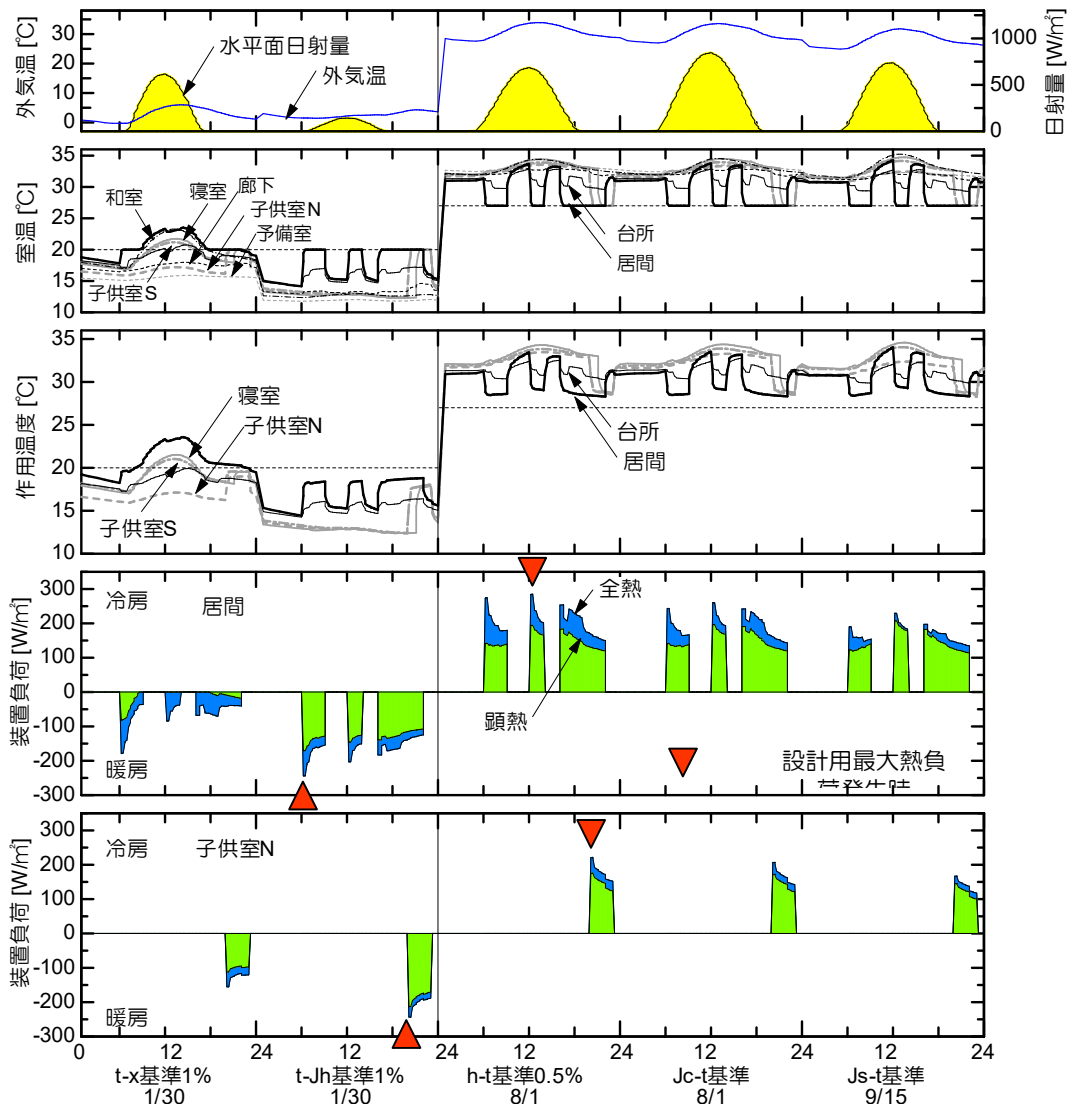 外気温 [℃]
30
20
10
0
水平面日射量
外気温
1000
500
0
日射量 [W/㎡]
室温 [℃]
35
30
25
20
15
10
和室
寝室
廊下
子供室N
予備室
子供室S
台所
居間
作用温度 [℃]
35
30
25
20
15
10
寝室
子供室N
子供室S
台所
居間
装置負荷 [W/㎡]
300
200
100
0
-100
-200
-300
冷房
居間
暖房
全熱
顕熱
設計用最大熱負
荷発生時
装置負荷 [W/㎡]
300
200
100
0
-100
-200
-300
冷房
子供室N
暖房
0 12 24 12 24 12 24 12 24 12 24
t-x基準1% t-Jh基準1% h-t基準0.5% Jc-t基準 Js-t基準
1/30 1/30 8/1 8/1 9/15